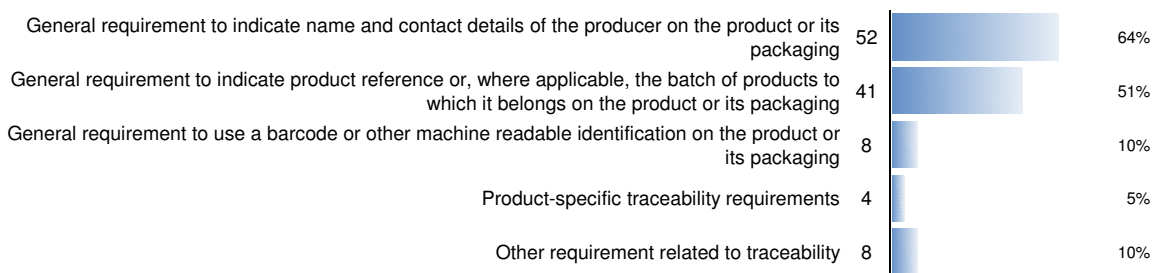 General requirement to indicate name and contact details of the producer on the product or its
packaging 52 64%
General requirement to indicate product reference or, where applicable, the batch of products to
which it belongs on the product or its packaging 41 51%
General requirement to use a barcode or other machine readable identification on the product or
its packaging 8 10%
Product-specific traceability requirements 4 5%
Other requirement related to traceability 8 10%